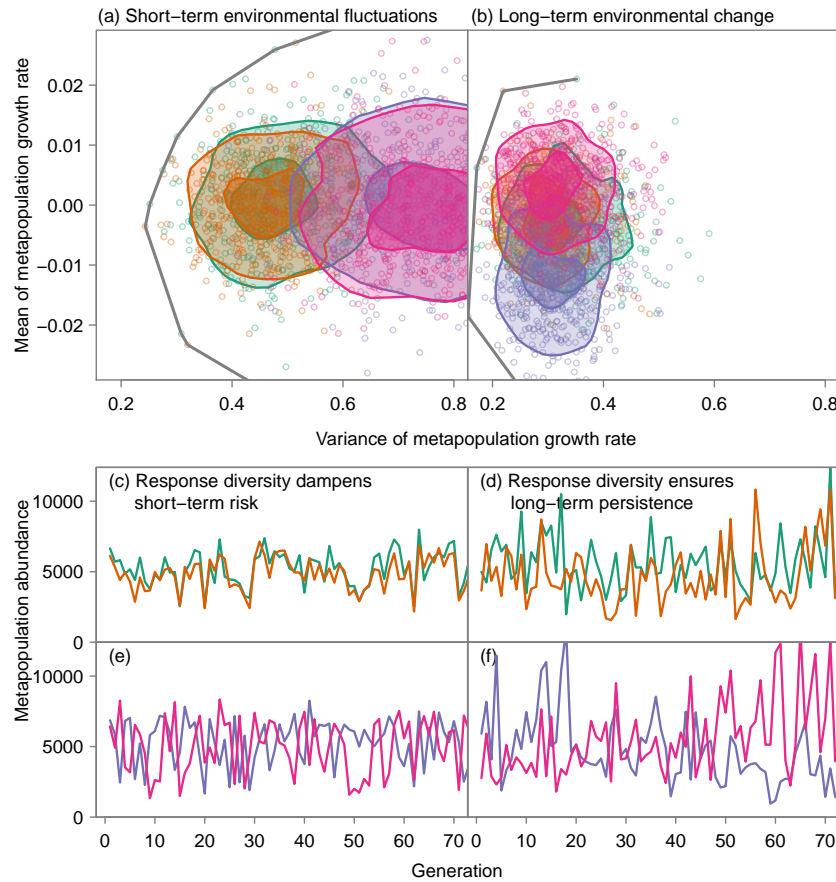 (a) Short−term environmental fluctuations
(b) Long−term environmental change
Mean of metapopulation growth rate
0.02
0.01
0.00
−0.01
−0.02
0.2 0.4 0.6 0.8
0.2 0.4 0.6 0.8
Variance of metapopulation growth rate
(c) Response diversity dampens
short−term risk
(d) Response diversity ensures
long−term persistence
Metapopulation abundance
10000
5000
0
(e)
(f)
10000
5000
0
0 10 20 30 40 50 60 70
0 10 20 30 40 50 60 70
Generation